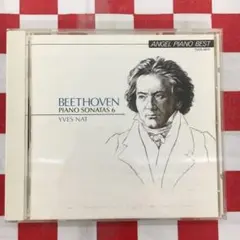 ANGEL PIANO BEST
BEETHOVEN
PIANO SONATAS 6
YVES NAT